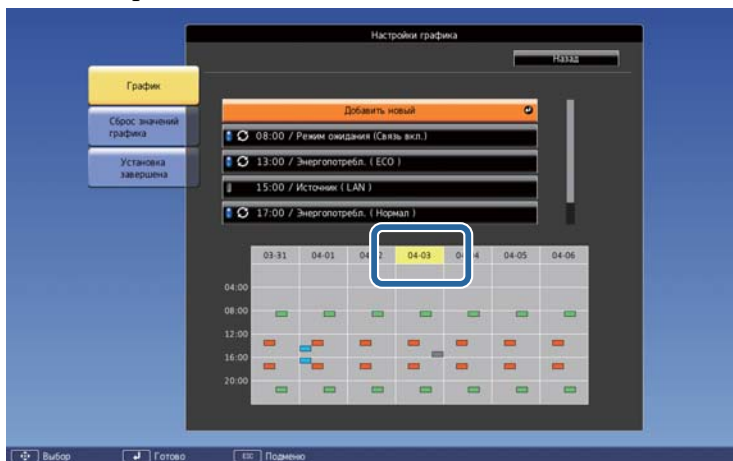 Настройки графика
Назад
График
Добавить новый
Сброс значений
графика
08:00 / Режим ожидания (Связь вкл.)
Установка
завершена
13:00 / Энергопотребл. ( ECO )
15:00 / Источник ( LAN )
17:00 / Энергопотребл. ( Нормал )
03-31 04-01 04-03 04-05 04-06
04:00
08:00
12:00
16:00
20:00
Выбор Готово ESC Подменю